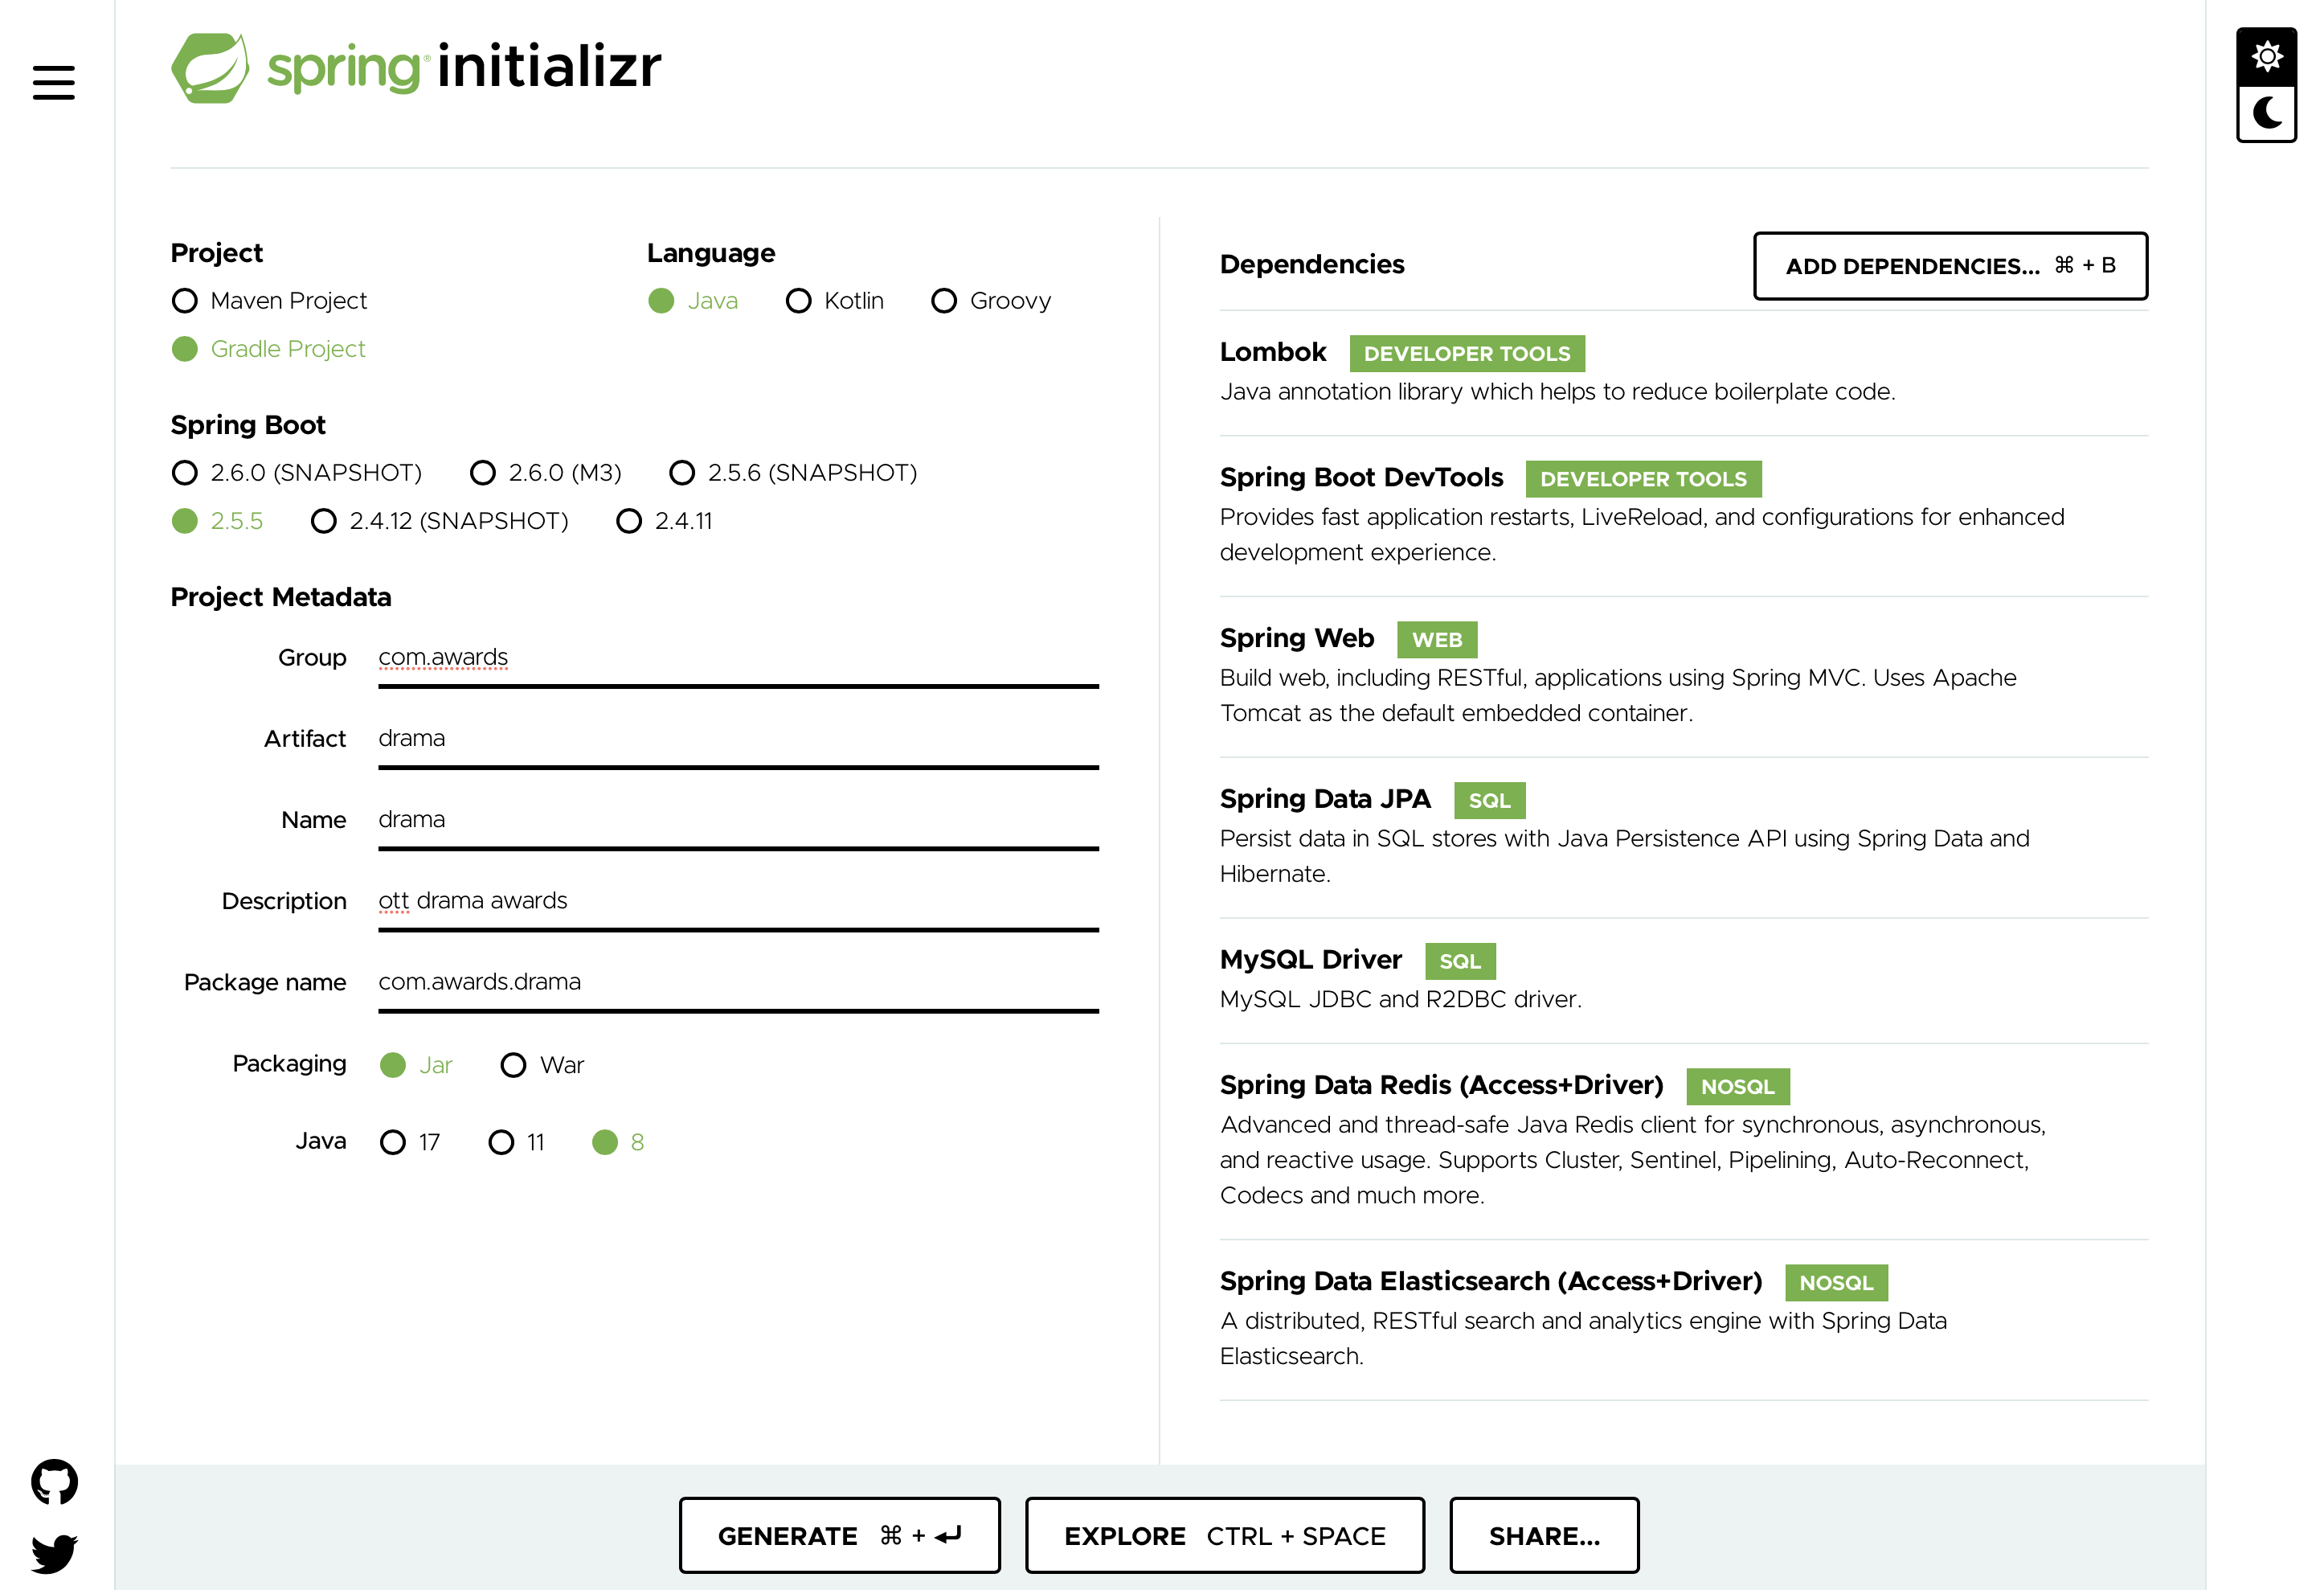 spring initializr
Project
Maven Project
Gradle Project
Language
Java Kotlin Groovy
Spring Boot
2.6.0 (SNAPSHOT) 2.6.0 (M3) 2.5.6 (SNAPSHOT)
2.5.5 2.4.12 (SNAPSHOT) 2.4.11
Project Metadata
Group com.awards
Artifact drama
Name drama
Description ott drama awards
Package name com.awards.drama
Packaging Jar War
Java 17 11 8
Dependencies
ADD DEPENDENCIES... ⌘ + B
Lombok DEVELOPER TOOLS
Java annotation library which helps to reduce boilerplate code.
Spring Boot DevTools DEVELOPER TOOLS
Provides fast application restarts, LiveReload, and configurations for enhanced
development experience.
Spring Web WEB
Build web, including RESTful, applications using Spring MVC. Uses Apache
Tomcat as the default embedded container.
Spring Data JPA SQL
Persist data in SQL stores with Java Persistence API using Spring Data and
Hibernate.
MySQL Driver SQL
MySQL JDBC and R2DBC driver.
Spring Data Redis (Access+Driver) NOSQL
Advanced and thread-safe Java Redis client for synchronous, asynchronous,
and reactive usage. Supports Cluster, Sentinel, Pipelining, Auto-Reconnect,
Codecs and much more.
Spring Data Elasticsearch (Access+Driver) NOSQL
A distributed, RESTful search and analytics engine with Spring Data
Elasticsearch.
GENERATE ⌘ + ⏎
EXPLORE CTRL + SPACE
SHARE...